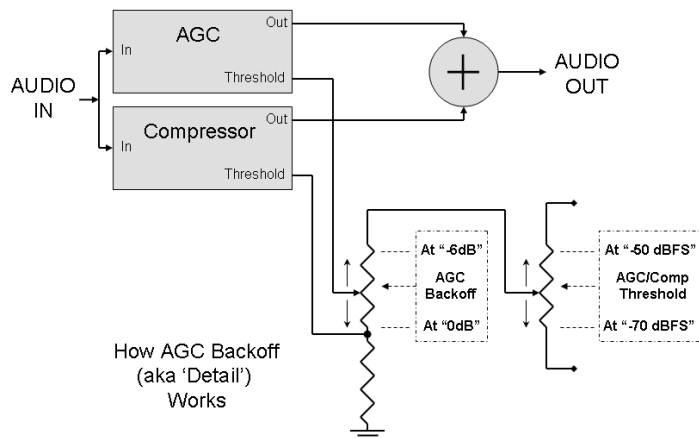 AGC
Out
In
Threshold
AUDIO
IN
Compressor
Out
In
Threshold
+
AUDIO
OUT
At "-6dB"
AGC
Backoff
At "0dB"
At "-50 dBFS"
AGC/Comp
Threshold
At "-70 dBFS"
How AGC Backoff
(aka 'Detail')
Works